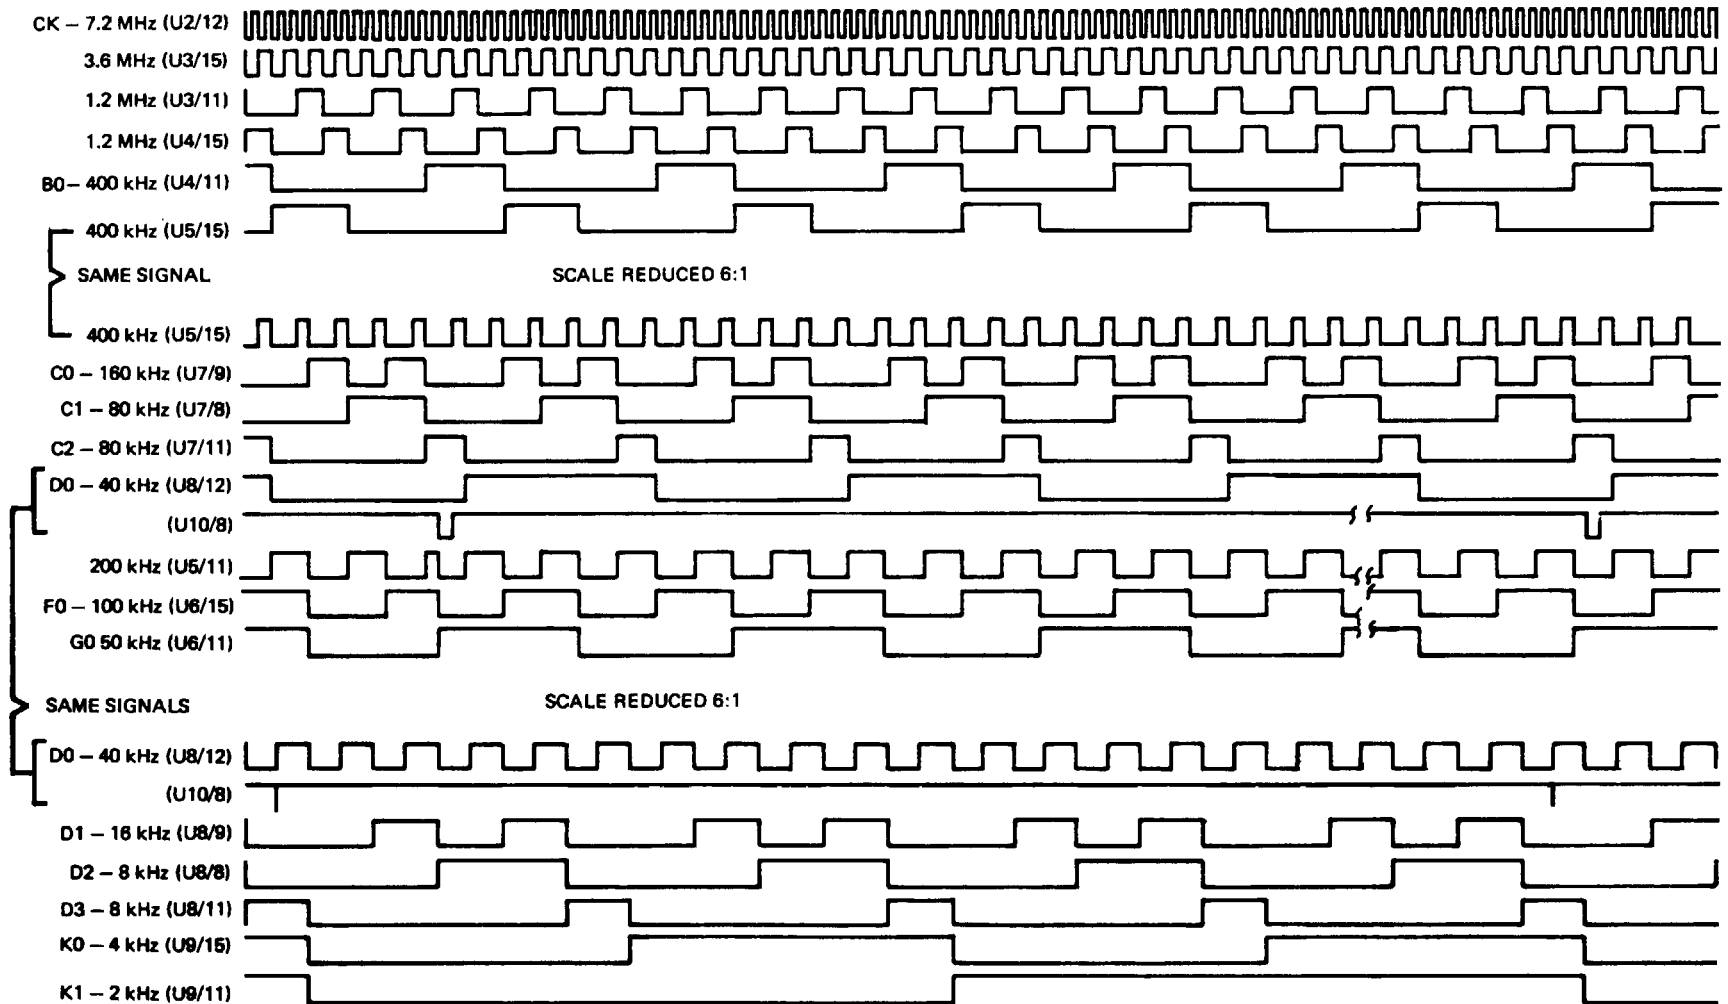 CK – 7.2 MHz (U2/12)
3.6 MHz (U3/15)
1.2 MHz (U3/11)
1.2 MHz (U4/15)
B0 – 400 kHz (U4/11)
400 kHz (U5/15)
SAME SIGNAL
SCALE REDUCED 6:1
400 kHz (U5/15)
C0 – 160 kHz (U7/9)
C1 – 80 kHz (U7/8)
C2 – 80 kHz (U7/11)
D0 – 40 kHz (U8/12)
(U10/8)
200 kHz (U5/11)
F0 – 100 kHz (U6/15)
G0 50 kHz (U6/11)
SAME SIGNALS
SCALE REDUCED 6:1
D0 – 40 kHz (U8/12)
(U10/8)
D1 – 16 kHz (U8/9)
D2 – 8 kHz (U8/8)
D3 – 8 kHz (U8/11)
K0 – 4 kHz (U9/15)
K1 – 2 kHz (U9/11)